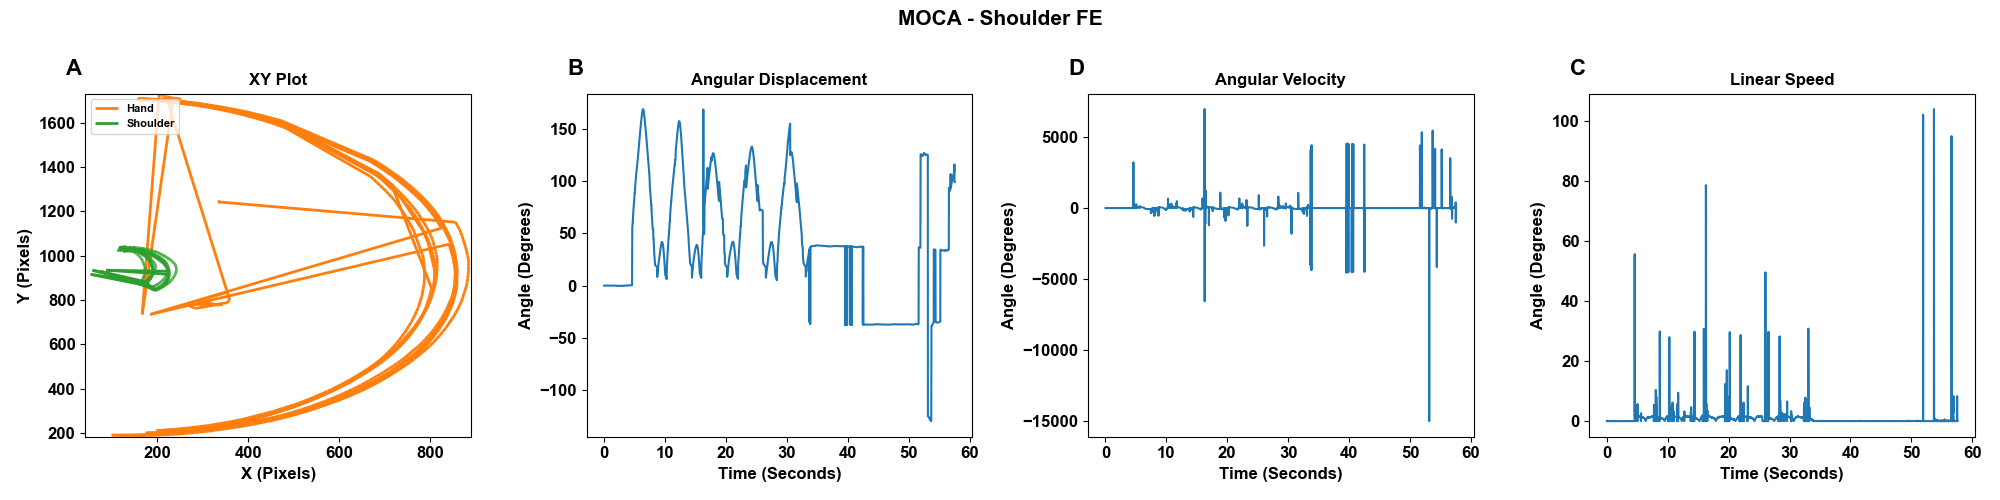 MOCA - Shoulder FE
A
XY Plot
Hand
Shoulder
1600
1400
1200
1000
800
600
400
200
Y (Pixels)
200
400
600
800
X (Pixels)
B
Angular Displacement
150
100
50
0
−50
−100
Angle (Degrees)
0
10
20
30
40
50
60
Time (Seconds)
D
Angular Velocity
5000
0
−5000
−10000
−15000
Angle (Degrees)
0
10
20
30
40
50
60
Time (Seconds)
C
Linear Speed
100
80
60
40
20
0
Angle (Degrees)
0
10
20
30
40
50
60
Time (Seconds)